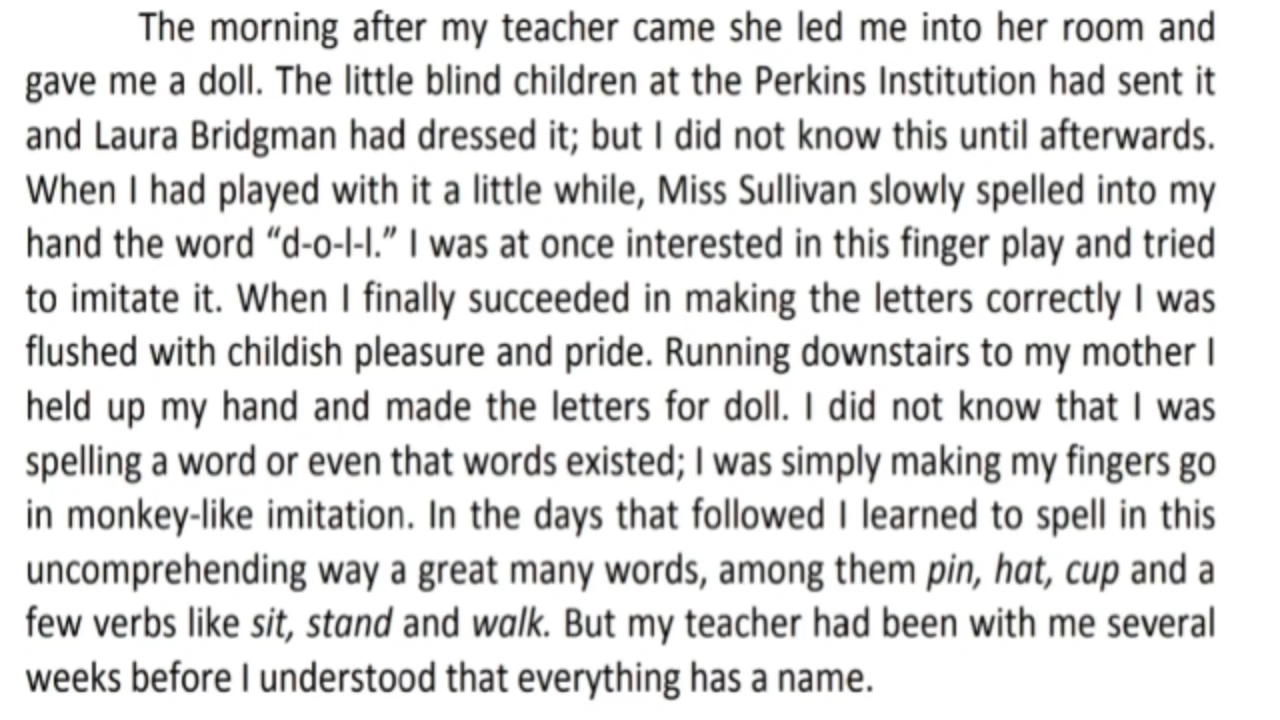 The morning after my teacher came she led me into her room and
gave me a doll. The little blind children at the Perkins Institution had sent it
and Laura Bridgman had dressed it; but I did not know this until afterwards.
When I had played with it a little while, Miss Sullivan slowly spelled into my
hand the word “d-o-l-l.” I was at once interested in this finger play and tried
to imitate it. When I finally succeeded in making the letters correctly I was
flushed with childish pleasure and pride. Running downstairs to my mother I
held up my hand and made the letters for doll. I did not know that I was
spelling a word or even that words existed; I was simply making my fingers go
in monkey-like imitation. In the days that followed I learned to spell in this
uncomprehending way a great many words, among them pin, hat, cup and a
few verbs like sit, stand and walk. But my teacher had been with me several
weeks before I understood that everything has a name.